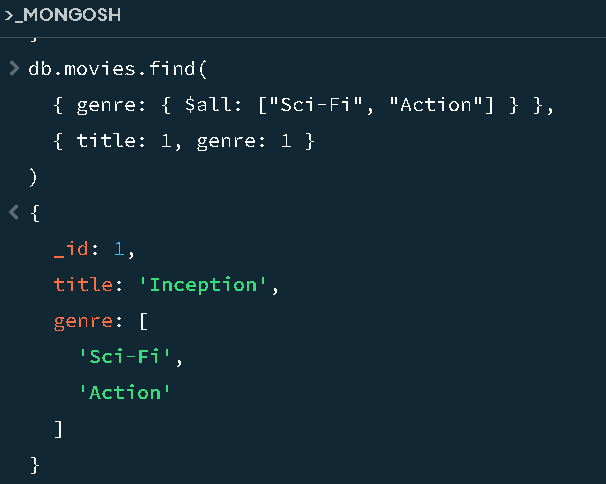 >_MONGOSH
> db.movies.find(
{ genre: { $all: ["Sci-Fi", "Action"] } },
{ title: 1, genre: 1 }
)
< {
_id: 1,
title: 'Inception',
genre: [
'Sci-Fi',
'Action'
]
}